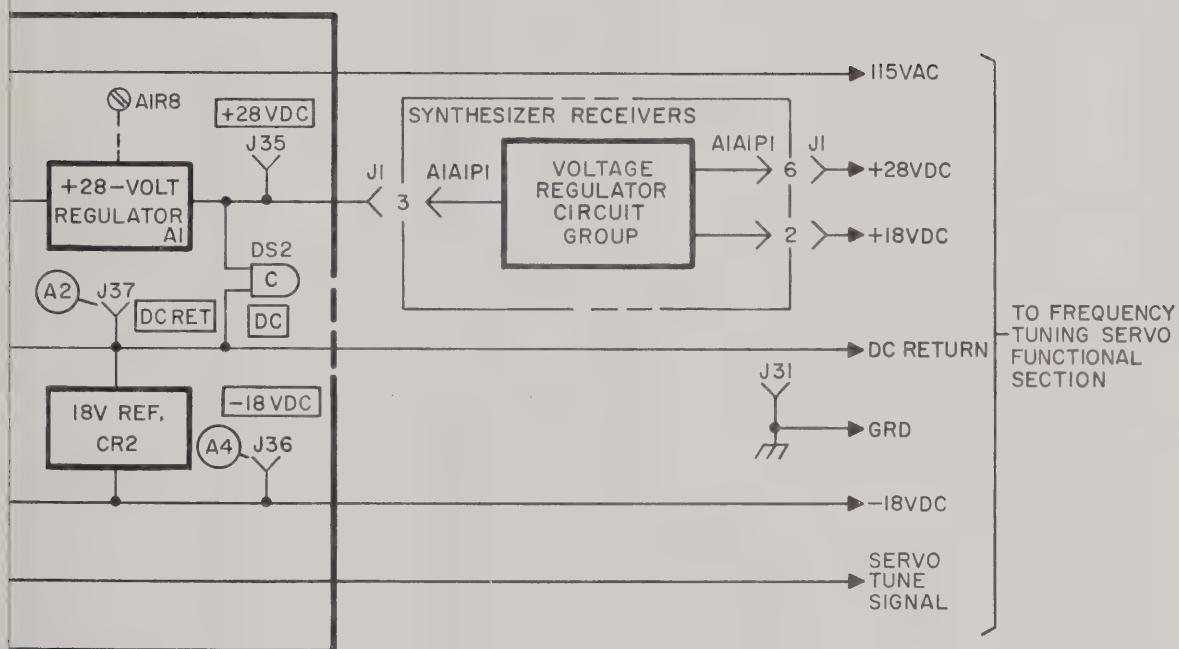 115VAC
A1R8
+28VDC
J35
SYNTHESIZER RECEIVERS
+28-VOLT
REGULATOR
A1
J1
3
A1A1P1
VOLTAGE
REGULATOR
CIRCUIT
GROUP
A1A1P1
6
J1
+28VDC
2
+18VDC
DS2
C
A2
J37
DC RET
DC
DC RETURN
TO FREQUENCY
TUNING SERVO
FUNCTIONAL
SECTION
J31
GRD
18V REF.
CR2
-18VDC
A4
J36
-18VDC
SERVO
TUNE
SIGNAL